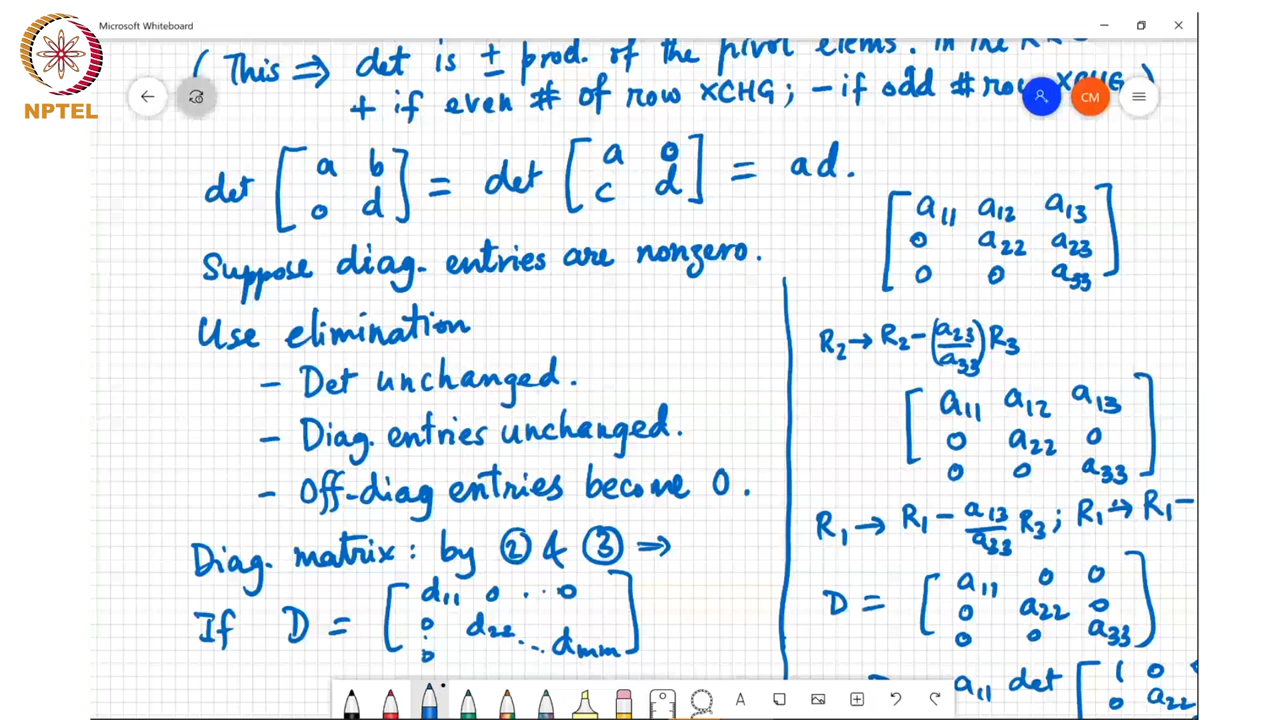 Microsoft Whiteboard
NPTEL
( This ⇒ det is ± prod. of the pivot elems. in the
+ if even # of row XCHG; - if odd # row XCHG )
CM
det [ a b ; 0 d ] = det [ a 0 ; c d ] = ad.
Suppose diag. entries are nonzero.
Use elimination
- Det unchanged.
- Diag. entries unchanged.
- Off-diag entries become 0.
Diag. matrix: by ② & ③ ⇒
If D = [ d11 0 ... 0 ; 0 d22 ; : ; 0 ... dmm ]
[ a11 a12 a13 ; 0 a22 a23 ; 0 0 a33 ]
R2 → R2 - (a23/a33) R3
[ a11 a12 a13 ; 0 a22 0 ; 0 0 a33 ]
R1 → R1 - a13/a33 R3; R1 → R1 -
D = [ a11 0 0 ; 0 a22 0 ; 0 0 a33 ]
a11 det [ 1 0 ; 0 a22
A